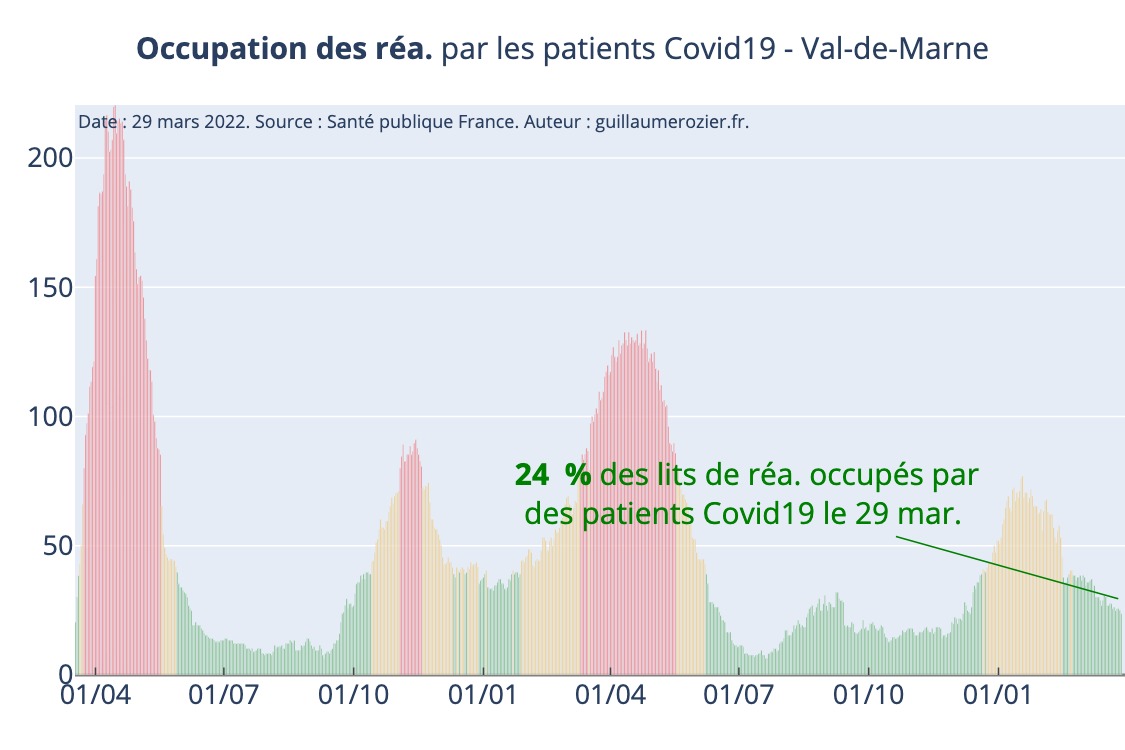 Occupation des réa. par les patients Covid19 - Val-de-Marne
Date : 29 mars 2022. Source : Santé publique France. Auteur : guillaumerozier.fr.
200
150
100
50
0
24 % des lits de réa. occupés par
des patients Covid19 le 29 mar.
01/04 01/07 01/10 01/01 01/04 01/07 01/10 01/01